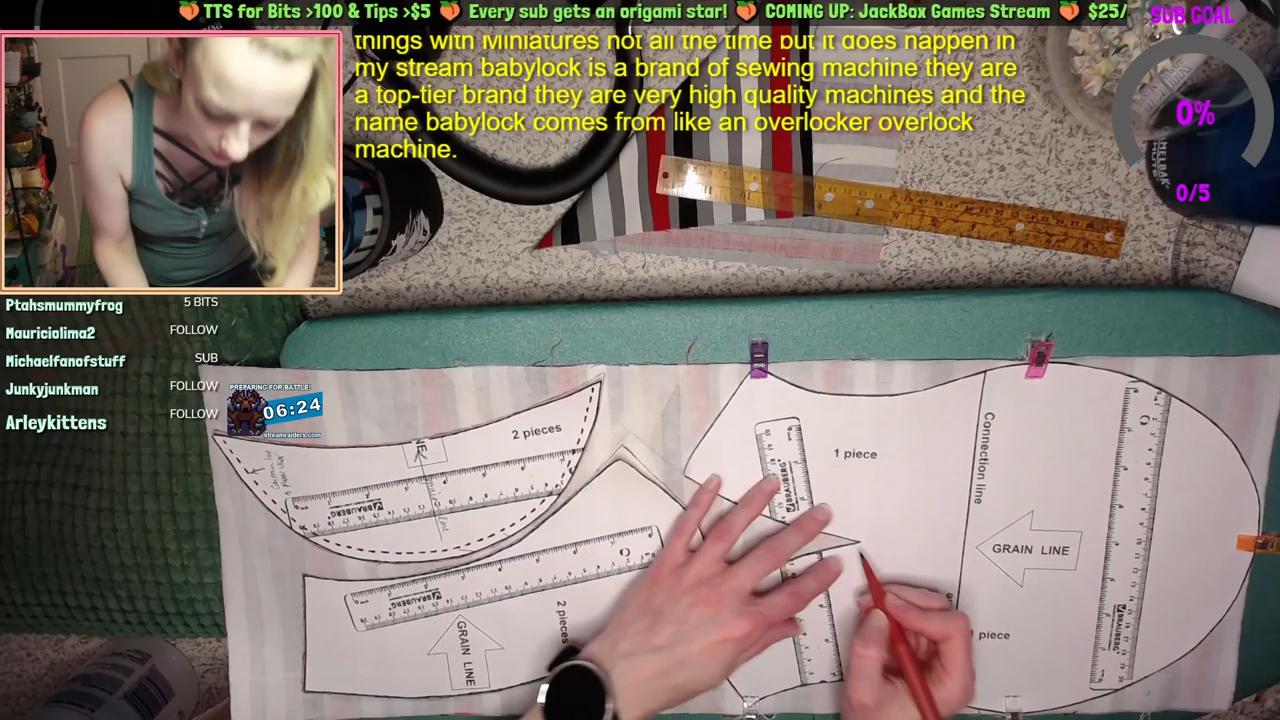 TTS for Bits >100 & Tips >$5 Every sub gets an origami star! COMING UP: JackBox Games Stream $25/
SUB GOAL
things with Miniatures not all the time but it does happen in
my stream babylock is a brand of sewing machine they are
a top-tier brand they are very high quality machines and the
name babylock comes from like an overlocker overlock
machine.
0%
0/5
Ptahsmummyfrog 5 BITS
Mauriciolima2 FOLLOW
Michaelfanofstuff SUB
Junkyjunkman FOLLOW
Arleykittens FOLLOW
PREPARING FOR BATTLE!
06:24
streamraiders.com
2 pieces
BRAUBERG
1 piece
BRAUBERG
Connection line
GRAIN LINE
BRAUBERG
BRAUBERG
GRAIN LINE
2 pieces
piece